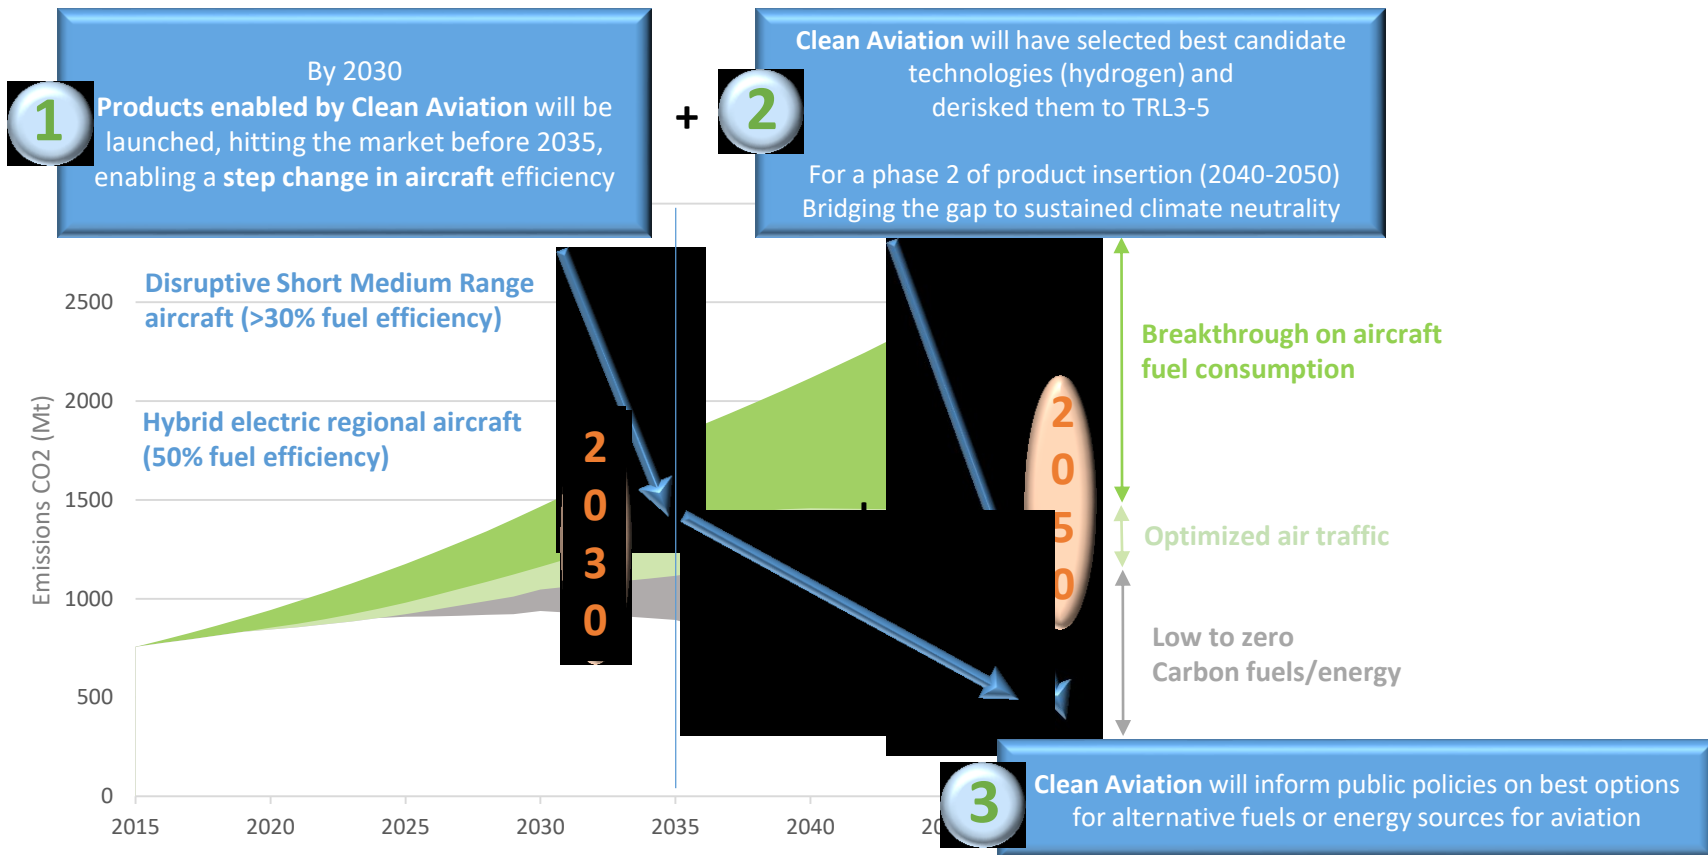 By 2030
1
Products enabled by Clean Aviation will be
launched, hitting the market before 2035,
enabling a step change in aircraft efficiency
+
2
Clean Aviation will have selected best candidate
technologies (hydrogen) and
derisked them to TRL3-5
For a phase 2 of product insertion (2040-2050)
Bridging the gap to sustained climate neutrality
Disruptive Short Medium Range
aircraft (>30% fuel efficiency)
Hybrid electric regional aircraft
(50% fuel efficiency)
Emissions CO2 (Mt)
2500
2000
1500
1000
500
0
2015
2020
2025
2030
2035
2040
2
0
3
0
2
0
5
0
Breakthrough on aircraft
fuel consumption
Optimized air traffic
Low to zero
Carbon fuels/energy
3
Clean Aviation will inform public policies on best options
for alternative fuels or energy sources for aviation